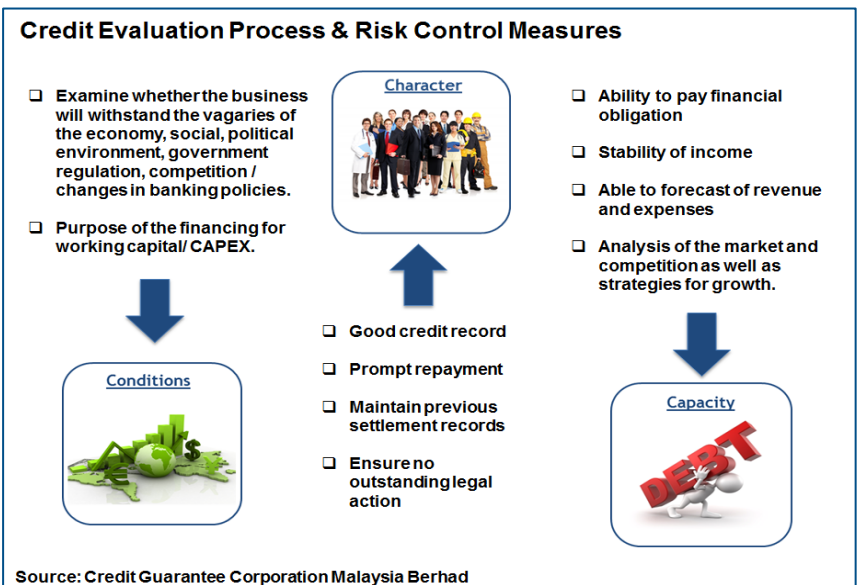 Credit Evaluation Process & Risk Control Measures
❑ Examine whether the business
will withstand the vagaries of
the economy, social, political
environment, government
regulation, competition /
changes in banking policies.
❑ Purpose of the financing for
working capital/ CAPEX.
Conditions
€
$
Character
❑ Good credit record
❑ Prompt repayment
❑ Maintain previous
settlement records
❑ Ensure no
outstanding legal
action
❑ Ability to pay financial
obligation
❑ Stability of income
❑ Able to forecast of revenue
and expenses
❑ Analysis of the market and
competition as well as
strategies for growth.
Capacity
DEBT
Source: Credit Guarantee Corporation Malaysia Berhad